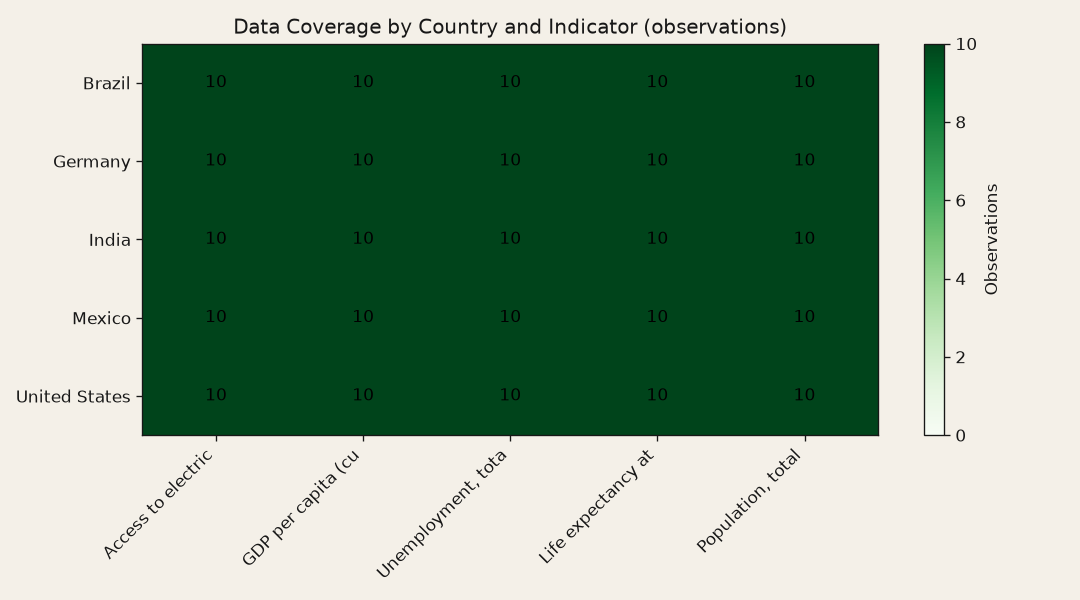 Data Coverage by Country and Indicator (observations)
Brazil 10 10 10 10 10
Germany 10 10 10 10 10
India 10 10 10 10 10
Mexico 10 10 10 10 10
United States 10 10 10 10 10
Access to electric
GDP per capita (cu
Unemployment, tota
Life expectancy at
Population, total
10
8
6
4
2
0
Observations